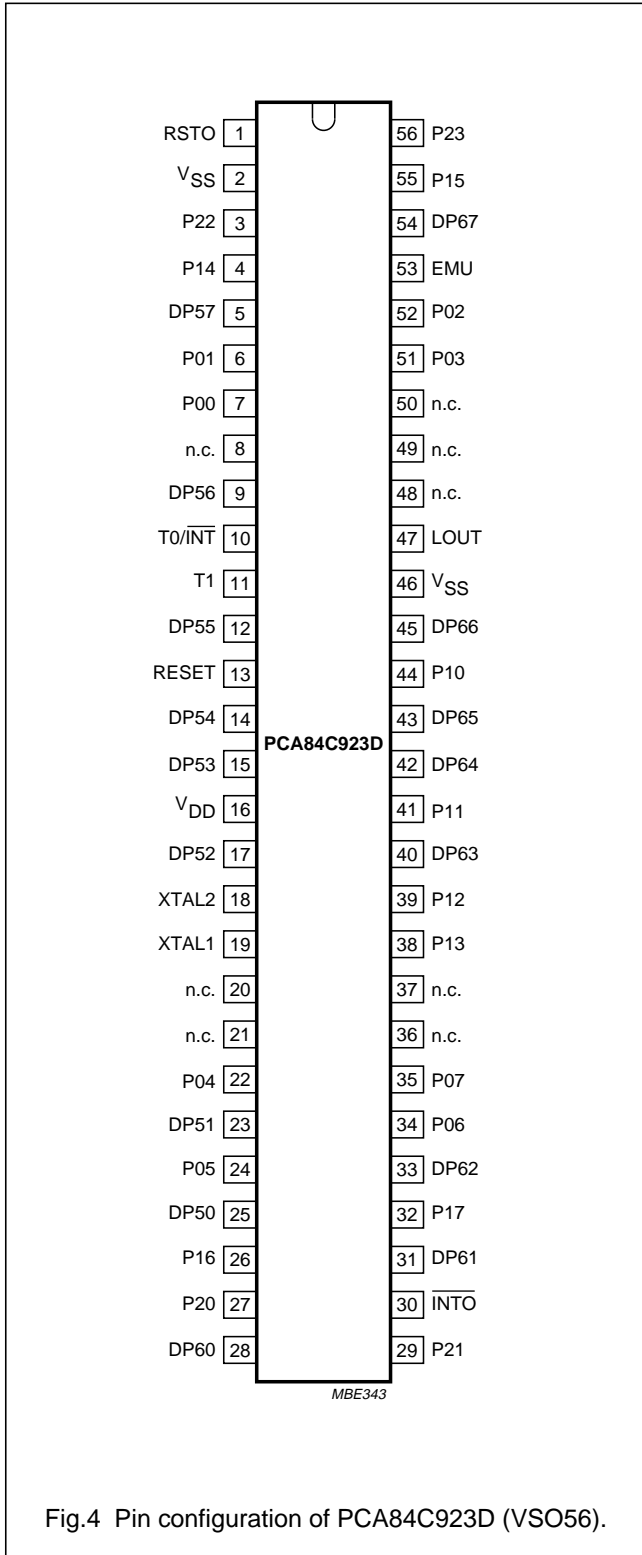 RSTO 1 56 P23
VSS 2 55 P15
P22 3 54 DP67
P14 4 53 EMU
DP57 5 52 P02
P01 6 51 P03
P00 7 50 n.c.
n.c. 8 49 n.c.
DP56 9 48 n.c.
T0/INT 10 47 LOUT
T1 11 46 VSS
DP55 12 45 DP66
RESET 13 44 P10
DP54 14 43 DP65
PCA84C923D
DP53 15 42 DP64
VDD 16 41 P11
DP52 17 40 DP63
XTAL2 18 39 P12
XTAL1 19 38 P13
n.c. 20 37 n.c.
n.c. 21 36 n.c.
P04 22 35 P07
DP51 23 34 P06
P05 24 33 DP62
DP50 25 32 P17
P16 26 31 DP61
P20 27 30 INTO
DP60 28 29 P21
MBE343
Fig.4 Pin configuration of PCA84C923D (VSO56).